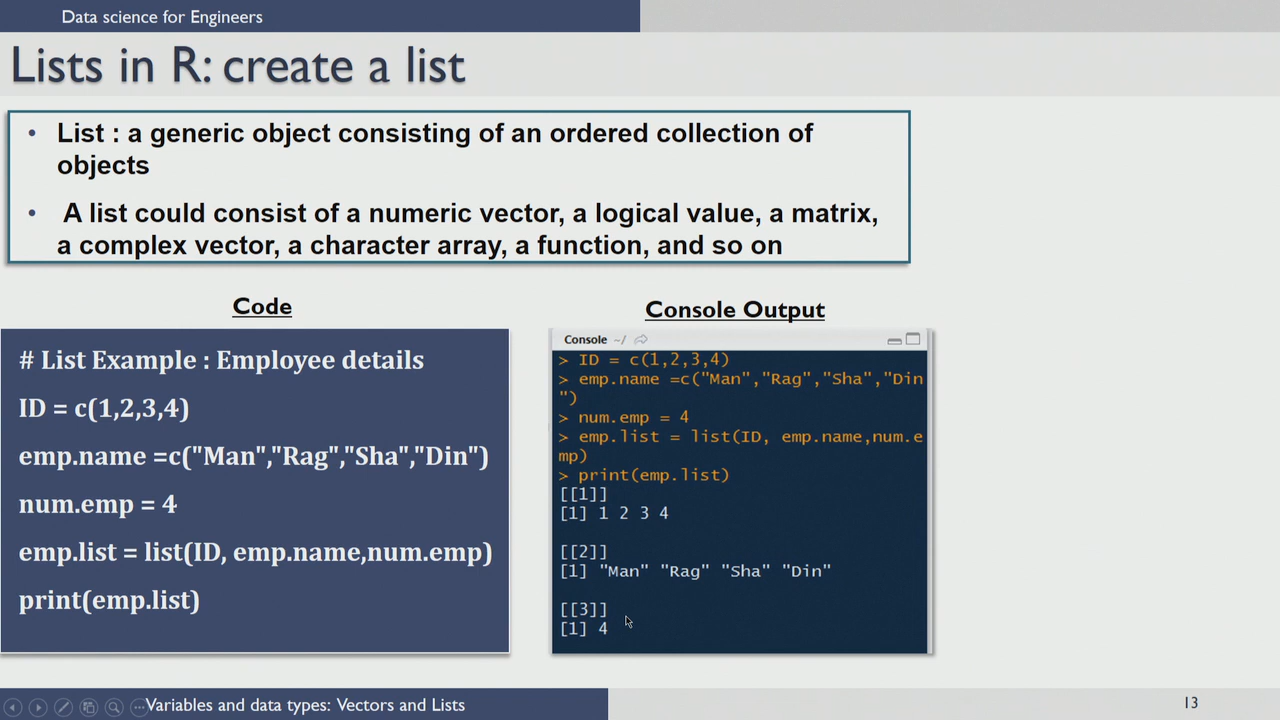 Data science for Engineers
Lists in R: create a list
• List : a generic object consisting of an ordered collection of
objects
• A list could consist of a numeric vector, a logical value, a matrix,
a complex vector, a character array, a function, and so on
Code
# List Example : Employee details
ID = c(1,2,3,4)
emp.name =c("Man","Rag","Sha","Din")
num.emp = 4
emp.list = list(ID, emp.name,num.emp)
print(emp.list)
Console Output
Console ~/
> ID = c(1,2,3,4)
> emp.name =c("Man","Rag","Sha","Din
")
> num.emp = 4
> emp.list = list(ID, emp.name,num.e
mp)
> print(emp.list)
[[1]]
[1] 1 2 3 4
[[2]]
[1] "Man" "Rag" "Sha" "Din"
[[3]]
[1] 4
Variables and data types: Vectors and Lists
13